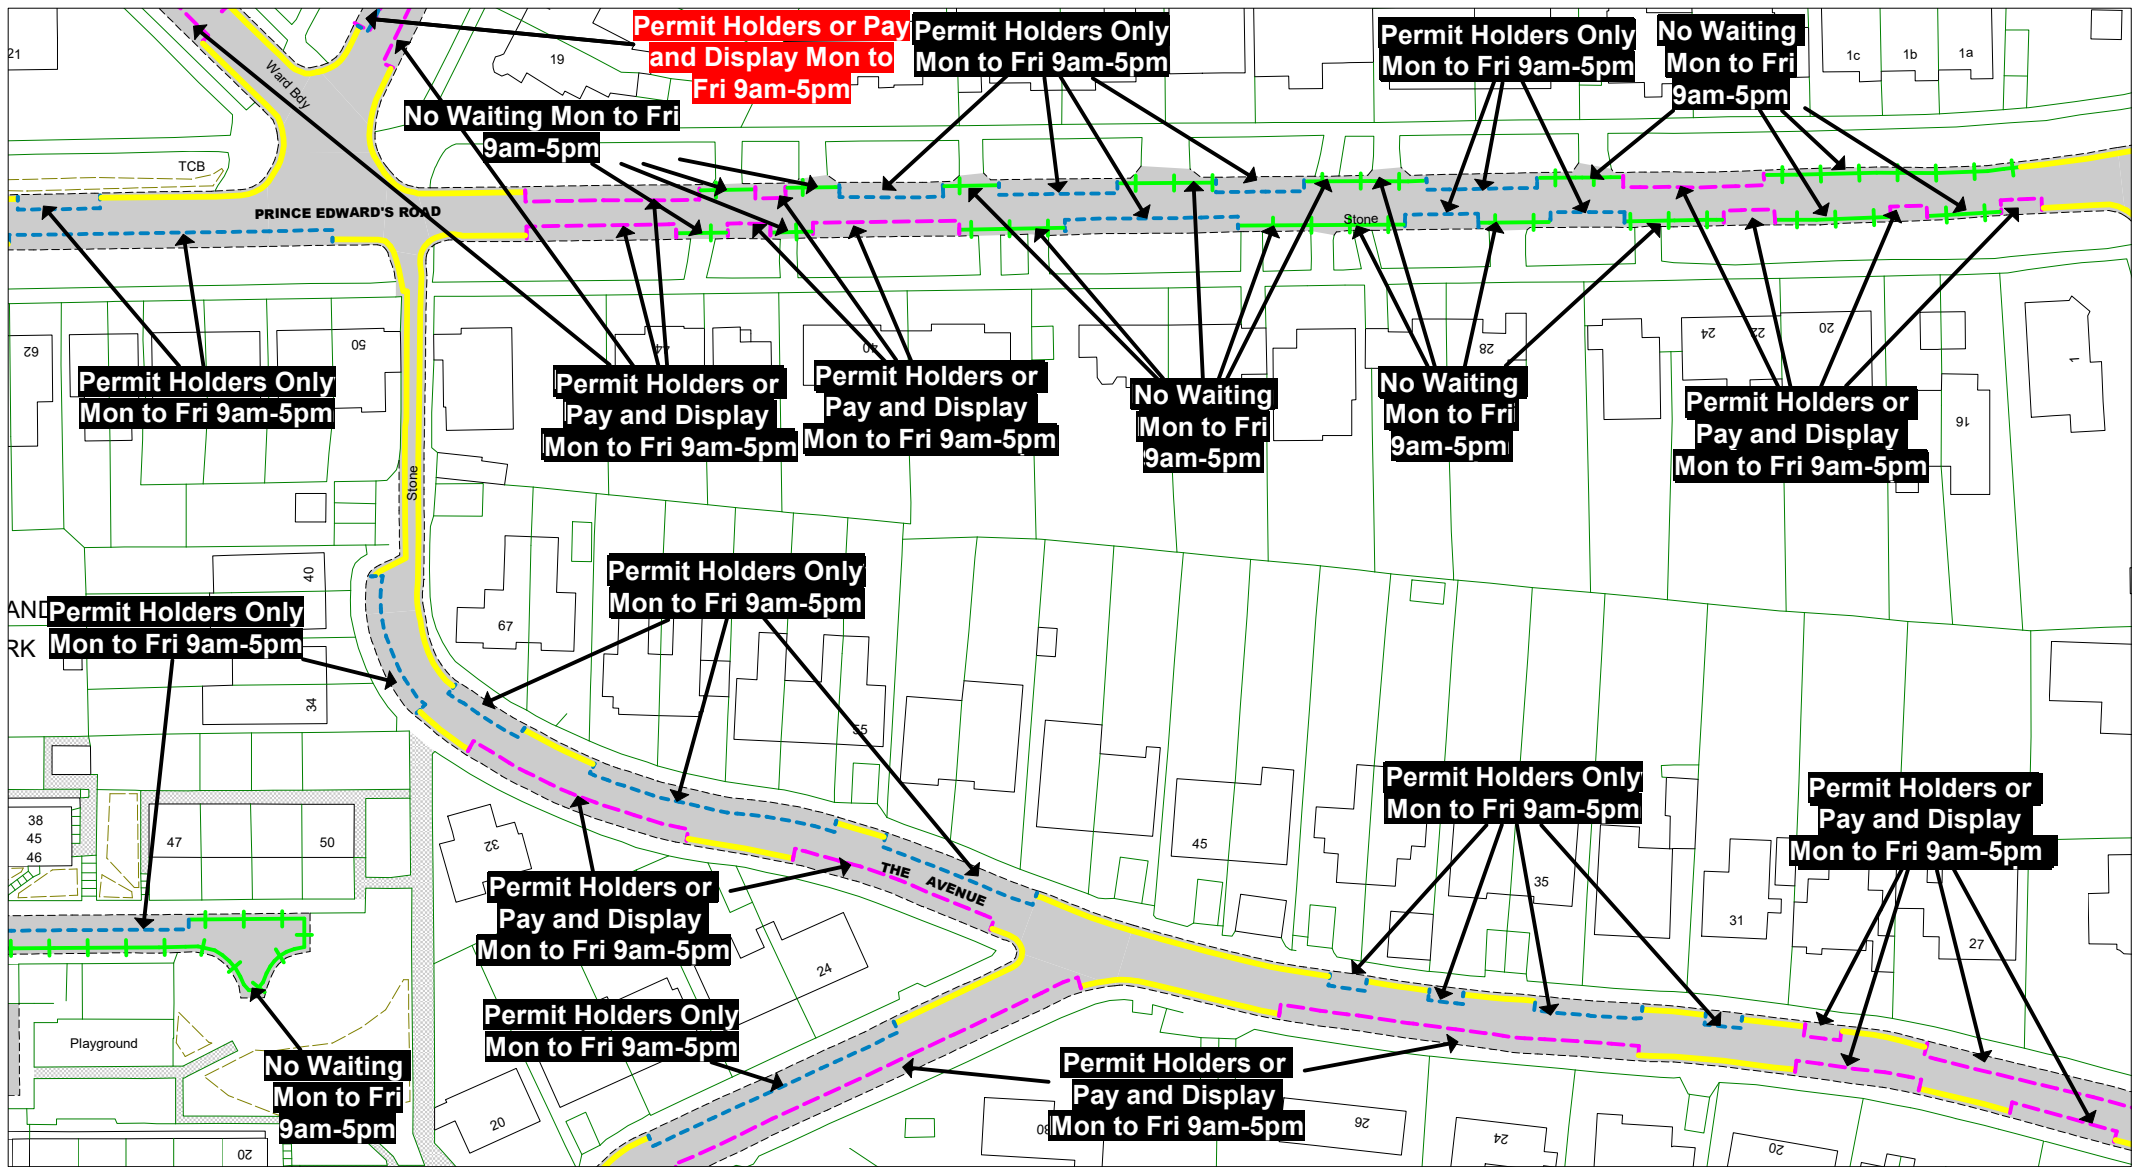 Permit Holders or Pay
and Display Mon to
Fri 9am-5pm
Permit Holders Only
Mon to Fri 9am-5pm
Permit Holders Only
Mon to Fri 9am-5pm
No Waiting
Mon to Fri
9am-5pm
21
19
1c
1b
1a
Ward Bdy
No Waiting Mon to Fri
9am-5pm
TCB
PRINCE EDWARD'S ROAD
Stone
62
50
44
40
28
24
22
20
16
1
Permit Holders Only
Mon to Fri 9am-5pm
Permit Holders or
Pay and Display
Mon to Fri 9am-5pm
Permit Holders or
Pay and Display
Mon to Fri 9am-5pm
No Waiting
Mon to Fri
9am-5pm
No Waiting
Mon to Fri
9am-5pm
Permit Holders or
Pay and Display
Mon to Fri 9am-5pm
Stone
40
AND
RK
Permit Holders Only
Mon to Fri 9am-5pm
34
Permit Holders Only
Mon to Fri 9am-5pm
67
55
38
45
46
47
50
32
THE AVENUE
45
35
31
27
Permit Holders Only
Mon to Fri 9am-5pm
Permit Holders or
Pay and Display
Mon to Fri 9am-5pm
Permit Holders or
Pay and Display
Mon to Fri 9am-5pm
24
Permit Holders Only
Mon to Fri 9am-5pm
Playground
No Waiting
Mon to Fri
9am-5pm
Permit Holders or
Pay and Display
Mon to Fri 9am-5pm
20
20
26
24
20